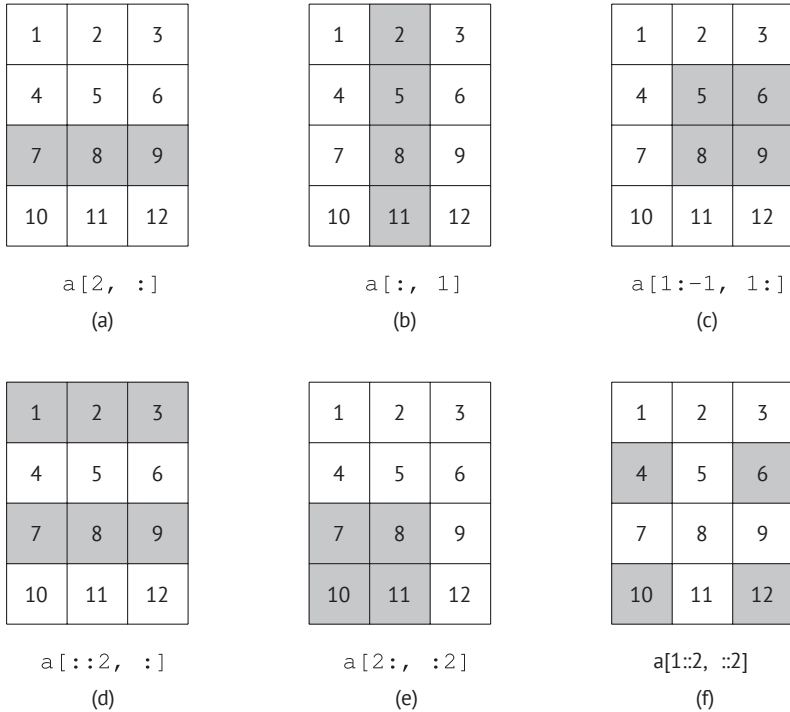 1 2 3 1 2 3 1 2 3
4 5 6 4 5 6 4 5 6
7 8 9 7 8 9 7 8 9
10 11 12 10 11 12 10 11 12
a[2, :] a[:, 1] a[1:-1, 1:]
(a) (b) (c)
1 2 3 1 2 3 1 2 3
4 5 6 4 5 6 4 5 6
7 8 9 7 8 9 7 8 9
10 11 12 10 11 12 10 11 12
a[::2, :] a[2:, :2] a[1::2, ::2]
(d) (e) (f)